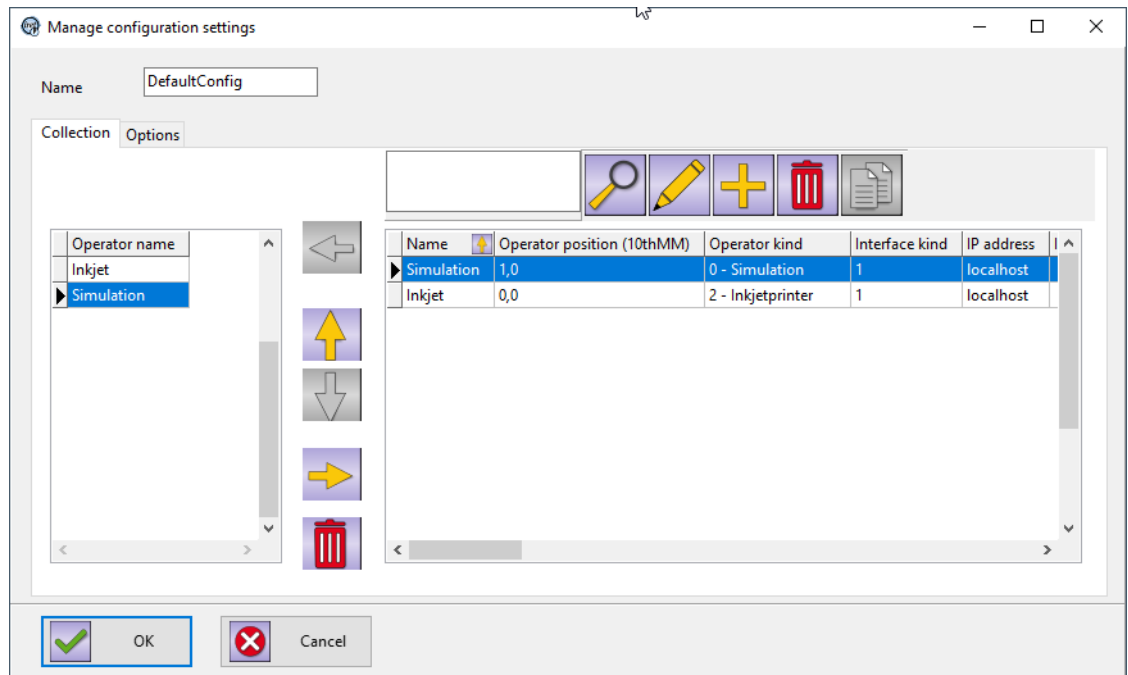 Manage configuration settings
Name DefaultConfig
Collection Options
Operator name
Inkjet
Simulation
Name Operator position (10thMM) Operator kind Interface kind IP address
Simulation 1,0 0 - Simulation 1 localhost
Inkjet 0,0 2 - Inkjetprinter 1 localhost
OK Cancel